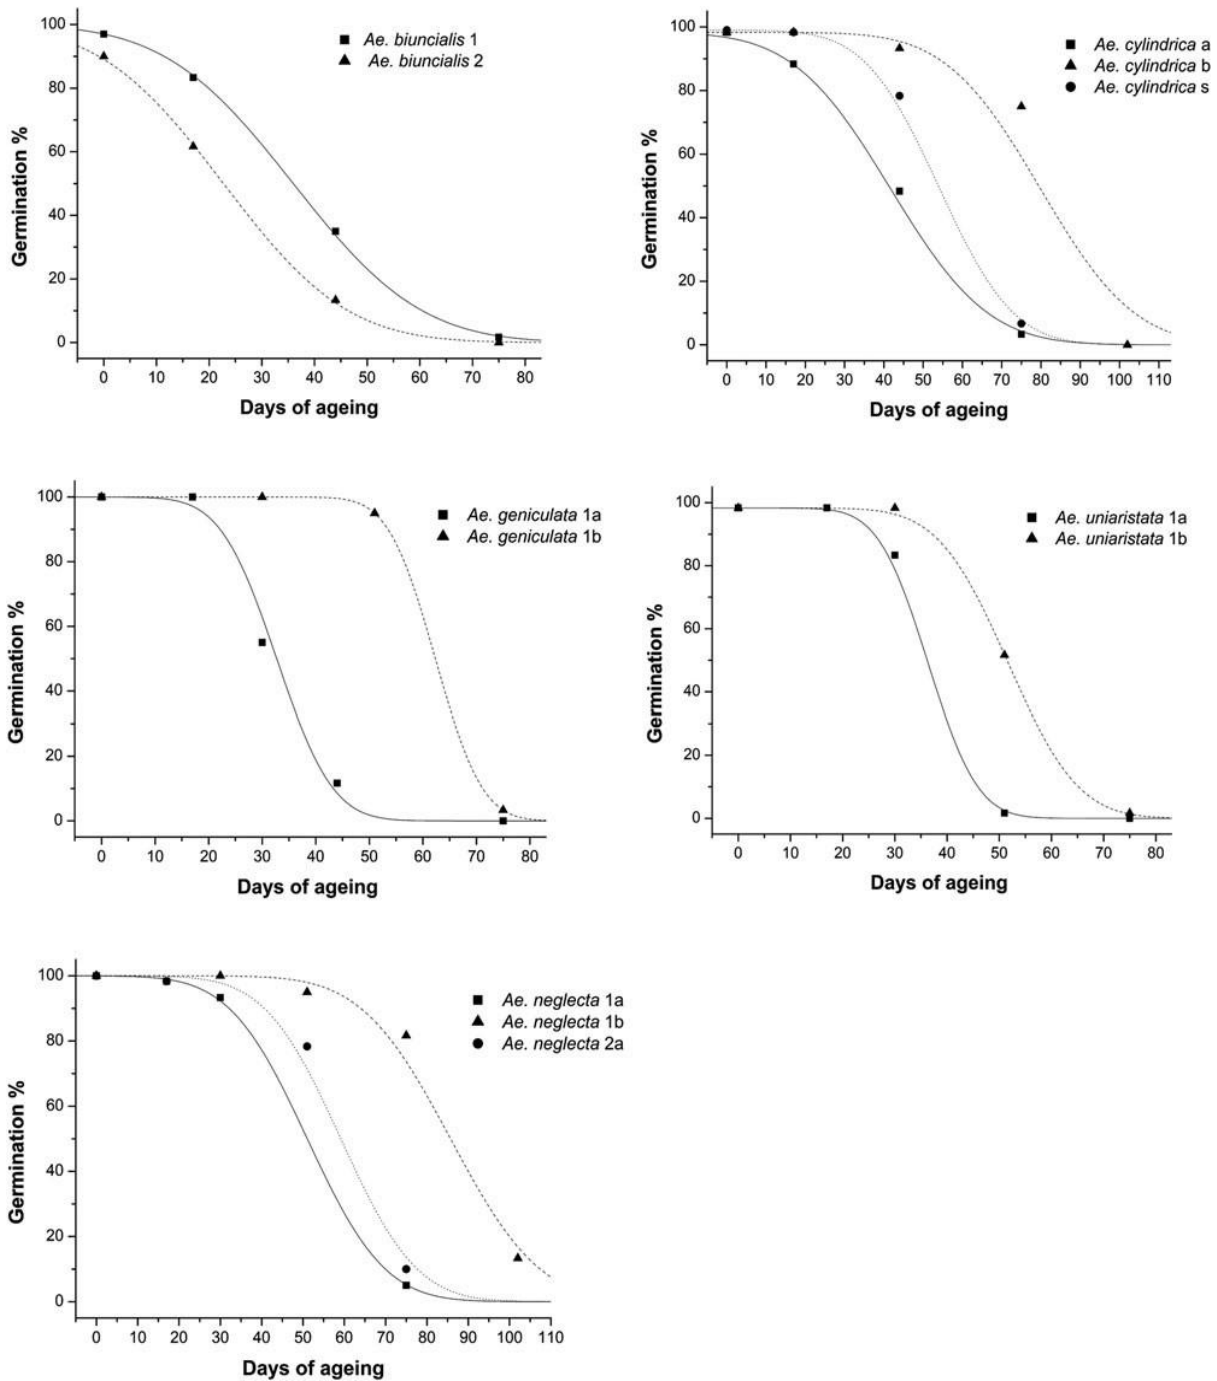 Ae. biuncialis 1
Ae. biuncialis 2
Germination %
100
80
60
40
20
0
0 10 20 30 40 50 60 70 80
Days of ageing
Ae. cylindrica a
Ae. cylindrica b
Ae. cylindrica s
Germination %
100
80
60
40
20
0
0 10 20 30 40 50 60 70 80 90 100 110
Days of ageing
Ae. geniculata 1a
Ae. geniculata 1b
Germination %
100
80
60
40
20
0
0 10 20 30 40 50 60 70 80
Days of ageing
Ae. uniaristata 1a
Ae. uniaristata 1b
Germination %
100
80
60
40
20
0
0 10 20 30 40 50 60 70 80
Days of ageing
Ae. neglecta 1a
Ae. neglecta 1b
Ae. neglecta 2a
Germination %
100
80
60
40
20
0
0 10 20 30 40 50 60 70 80 90 100 110
Days of ageing